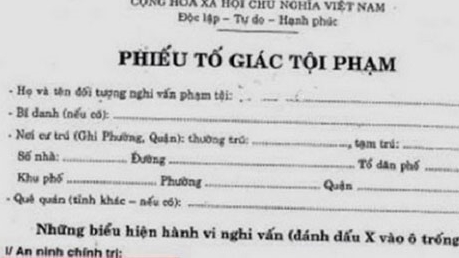 CỘNG HÒA XÃ HỘI CHỦ NGHĨA VIỆT NAM
Độc lập – Tự do – Hạnh phúc
PHIẾU TỐ GIÁC TỘI PHẠM
- Họ và tên đối tượng nghi vấn phạm tội:
- Bí danh (nếu có):
- Nơi cư trú (Ghi Phường, Quận): thường trú: ........, tạm trú:
Số nhà: ........ Đường ........ Tổ dân phố
Khu phố ........ Phường ........ Quận
- Quê quán (tỉnh khác – nếu có):
Những biểu hiện hành vi nghi vấn (đánh dấu X vào ô trống
I/ An ninh chính trị: